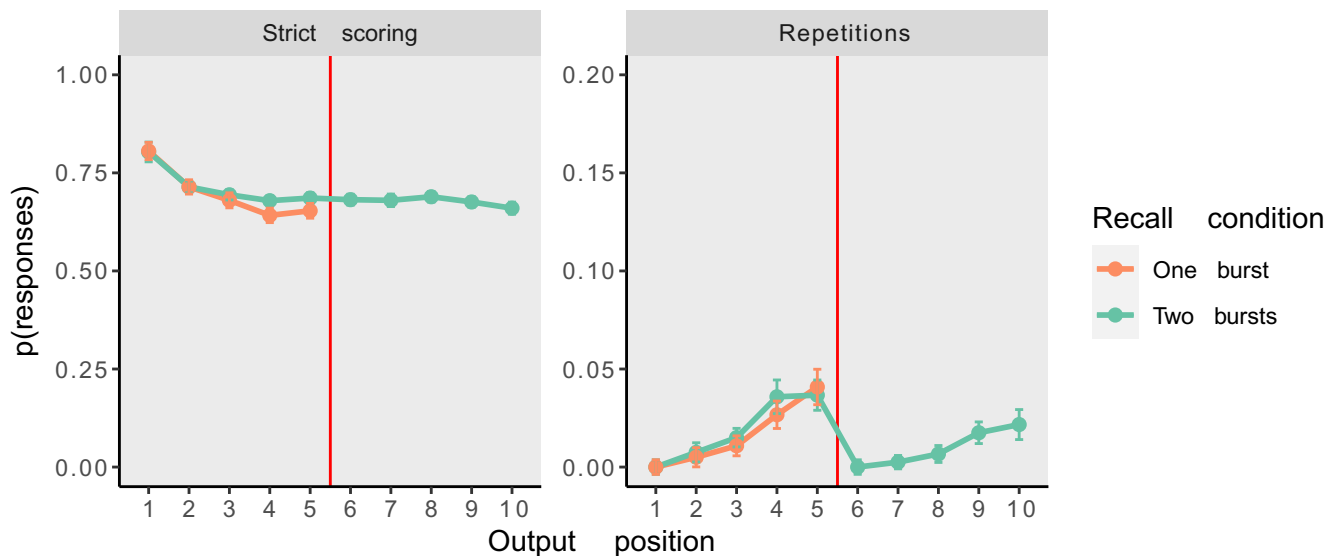 Strict scoring
Repetitions
p(responses)
1.00
0.75
0.50
0.25
0.00
0.20
0.15
0.10
0.05
0.00
1 2 3 4 5 6 7 8 9 10
1 2 3 4 5 6 7 8 9 10
Output position
Recall condition
One burst
Two bursts